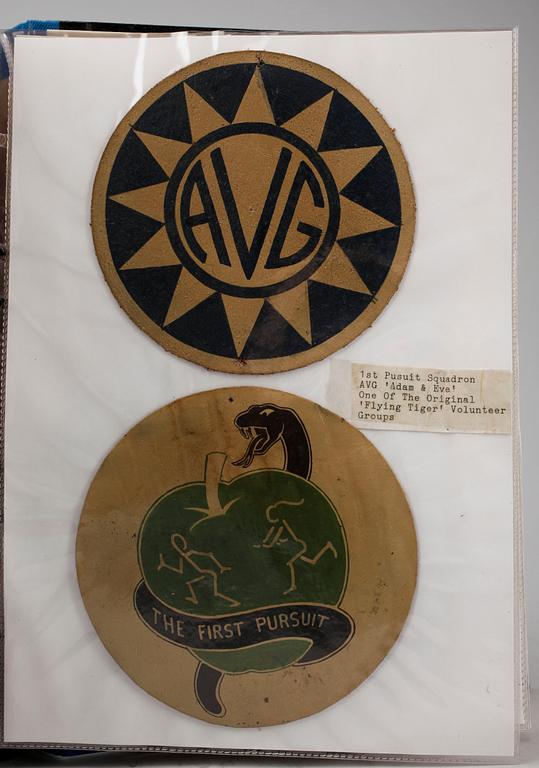 AVG
1st Pusuit Squadron
AVG 'Adam & Eve'
One Of The Original
'Flying Tiger' Volunteer
Groups
THE FIRST PURSUIT